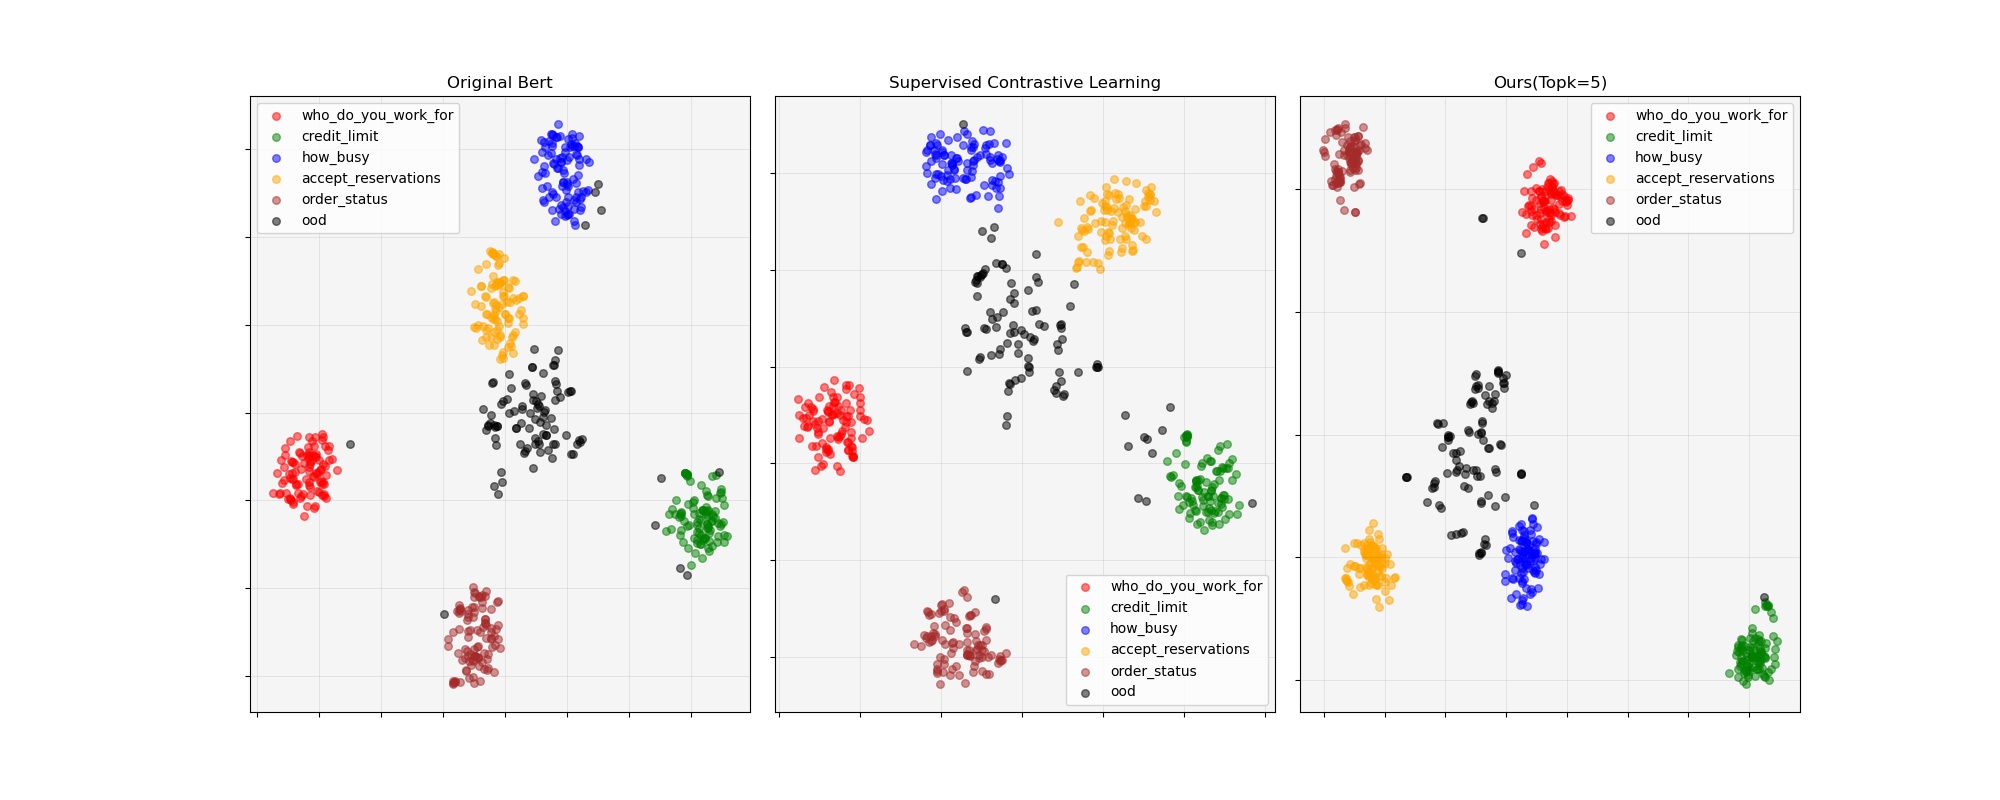 Original Bert
who_do_you_work_for
credit_limit
how_busy
accept_reservations
order_status
ood
Supervised Contrastive Learning
who_do_you_work_for
credit_limit
how_busy
accept_reservations
order_status
ood
Ours(Topk=5)
who_do_you_work_for
credit_limit
how_busy
accept_reservations
order_status
ood